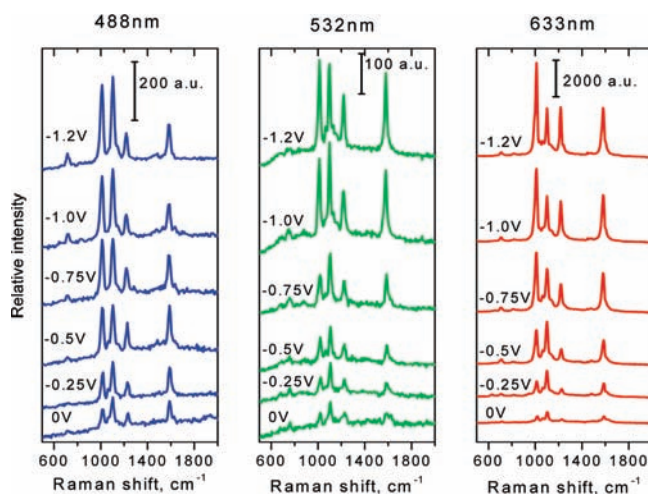 488nm
532nm
633nm
200 a.u.
100 a.u.
2000 a.u.
Relative intensity
-1.2V
-1.0V
-0.75V
-0.5V
-0.25V
0V
-1.2V
-1.0V
-0.75V
-0.5V
-0.25V
0V
-1.2V
-1.0V
-0.75V
-0.5V
-0.25V
0V
600 1000 1400 1800
600 1000 1400 1800
600 1000 1400 1800
Raman shift, cm⁻¹
Raman shift, cm⁻¹
Raman shift, cm⁻¹